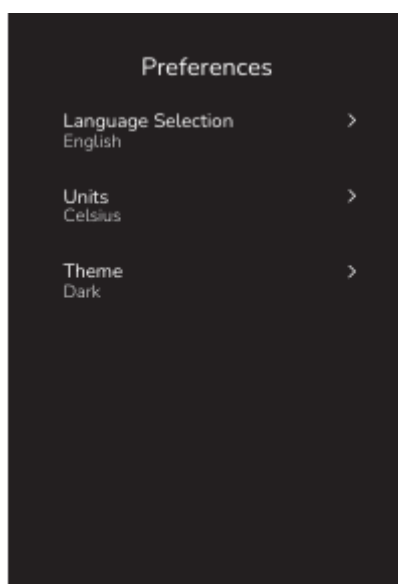 Preferences
Language Selection
English
Units
Celsius
Theme
Dark